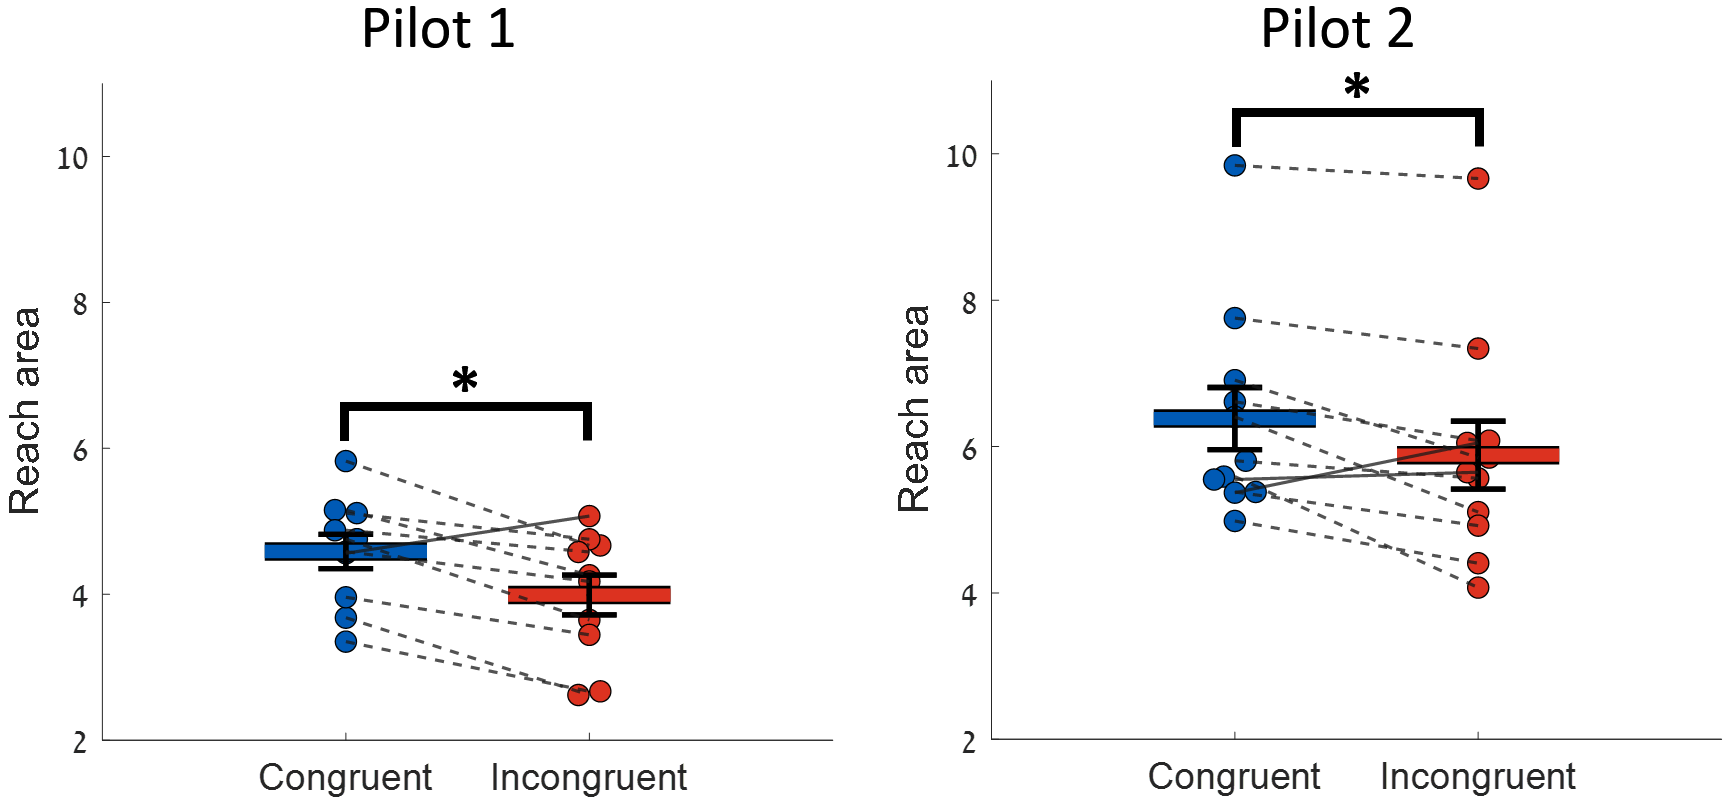 Pilot 1
Reach area
10
8
6
4
2
*
Congruent
Incongruent
Pilot 2
Reach area
10
8
6
4
2
*
Congruent
Incongruent